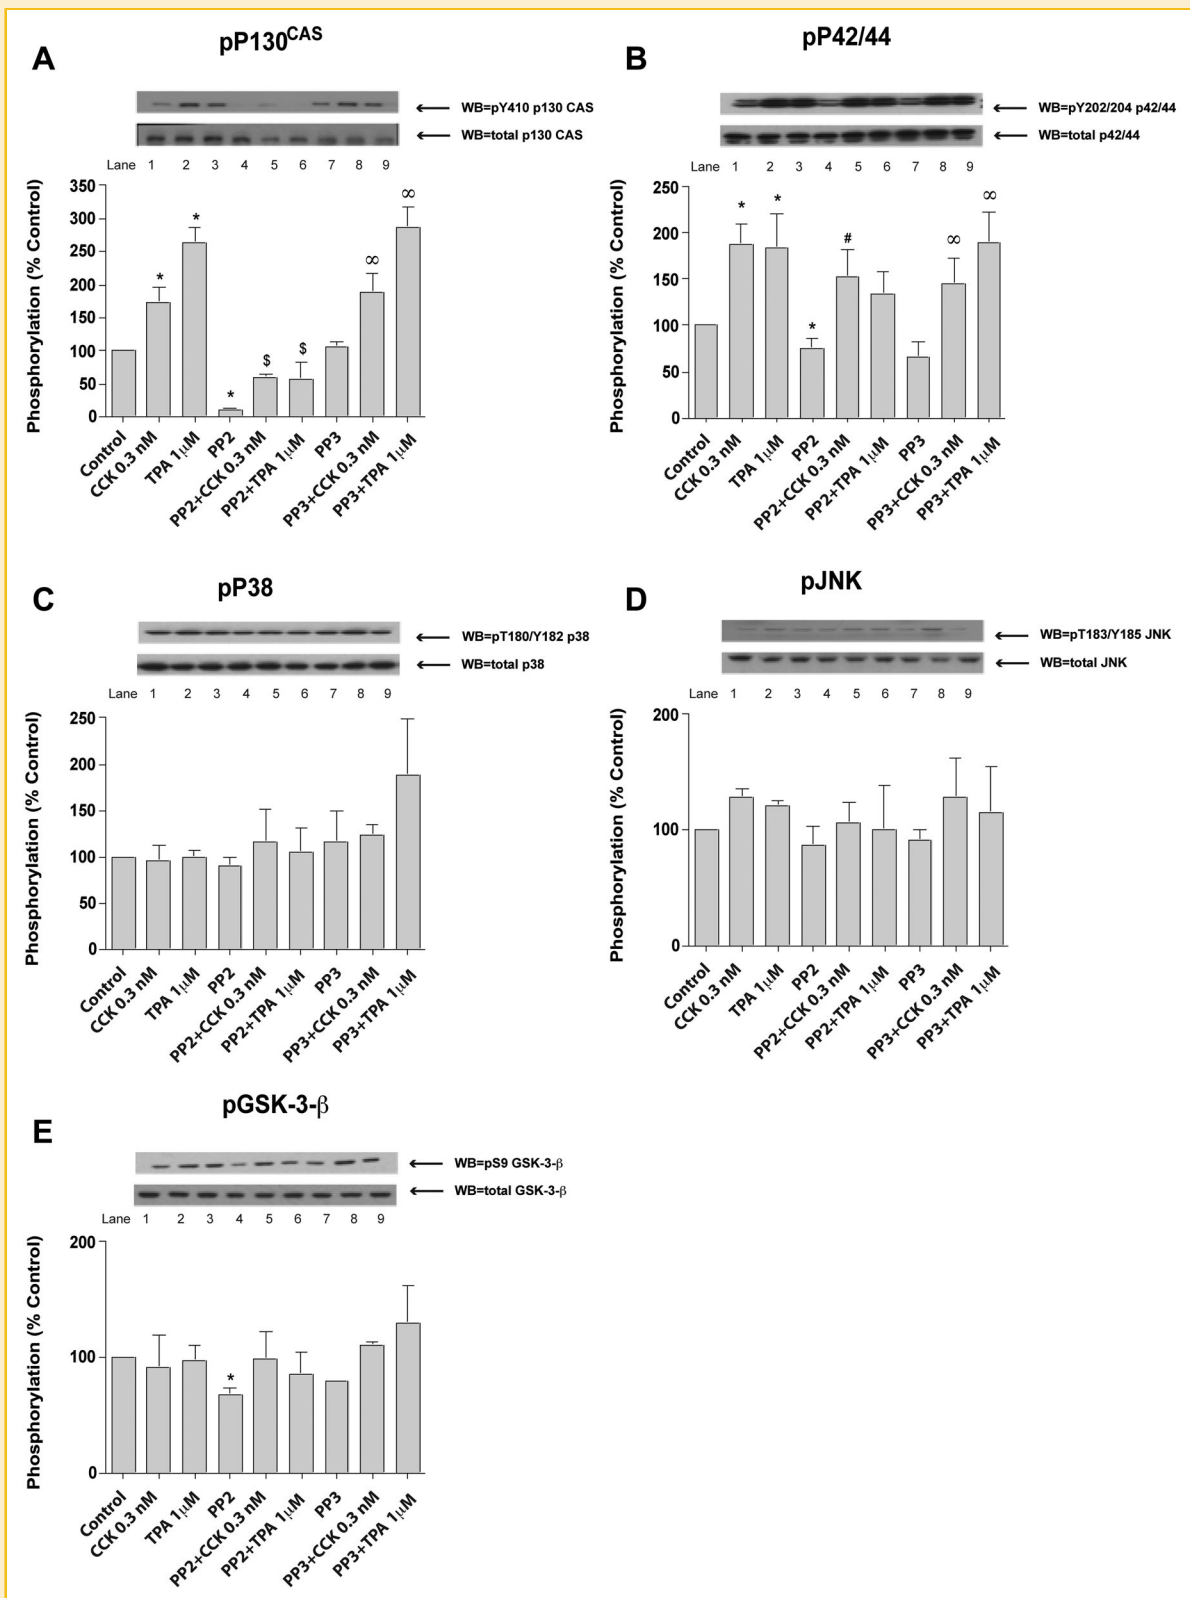 A
pP130CAS
WB=pY410 p130 CAS
WB=total p130 CAS
Lane 1 2 3 4 5 6 7 8 9
Phosphorylation (% Control)
350
300
250
200
150
100
50
0
* * * $ $ ∞ ∞
Control
CCK 0.3 nM
TPA 1μM
PP2
PP2+CCK 0.3 nM
PP2+TPA 1μM
PP3
PP3+CCK 0.3 nM
PP3+TPA 1μM
B
pP42/44
WB=pY202/204 p42/44
WB=total p42/44
Lane 1 2 3 4 5 6 7 8 9
Phosphorylation (% Control)
250
200
150
100
50
0
* * * # ∞ ∞
Control
CCK 0.3 nM
TPA 1μM
PP2
PP2+CCK 0.3 nM
PP2+TPA 1μM
PP3
PP3+CCK 0.3 nM
PP3+TPA 1μM
C
pP38
WB=pT180/Y182 p38
WB=total p38
Lane 1 2 3 4 5 6 7 8 9
Phosphorylation (% Control)
250
200
150
100
50
0
Control
CCK 0.3 nM
TPA 1μM
PP2
PP2+CCK 0.3 nM
PP2+TPA 1μM
PP3
PP3+CCK 0.3 nM
PP3+TPA 1μM
D
pJNK
WB=pT183/Y185 JNK
WB=total JNK
Lane 1 2 3 4 5 6 7 8 9
Phosphorylation (% Control)
200
100
0
Control
CCK 0.3 nM
TPA 1μM
PP2
PP2+CCK 0.3 nM
PP2+TPA 1μM
PP3
PP3+CCK 0.3 nM
PP3+TPA 1μM
E
pGSK-3-β
WB=pS9 GSK-3-β
WB=total GSK-3-β
Lane 1 2 3 4 5 6 7 8 9
Phosphorylation (% Control)
200
100
0
*
Control
CCK 0.3 nM
TPA 1μM
PP2
PP2+CCK 0.3 nM
PP2+TPA 1μM
PP3
PP3+CCK 0.3 nM
PP3+TPA 1μM